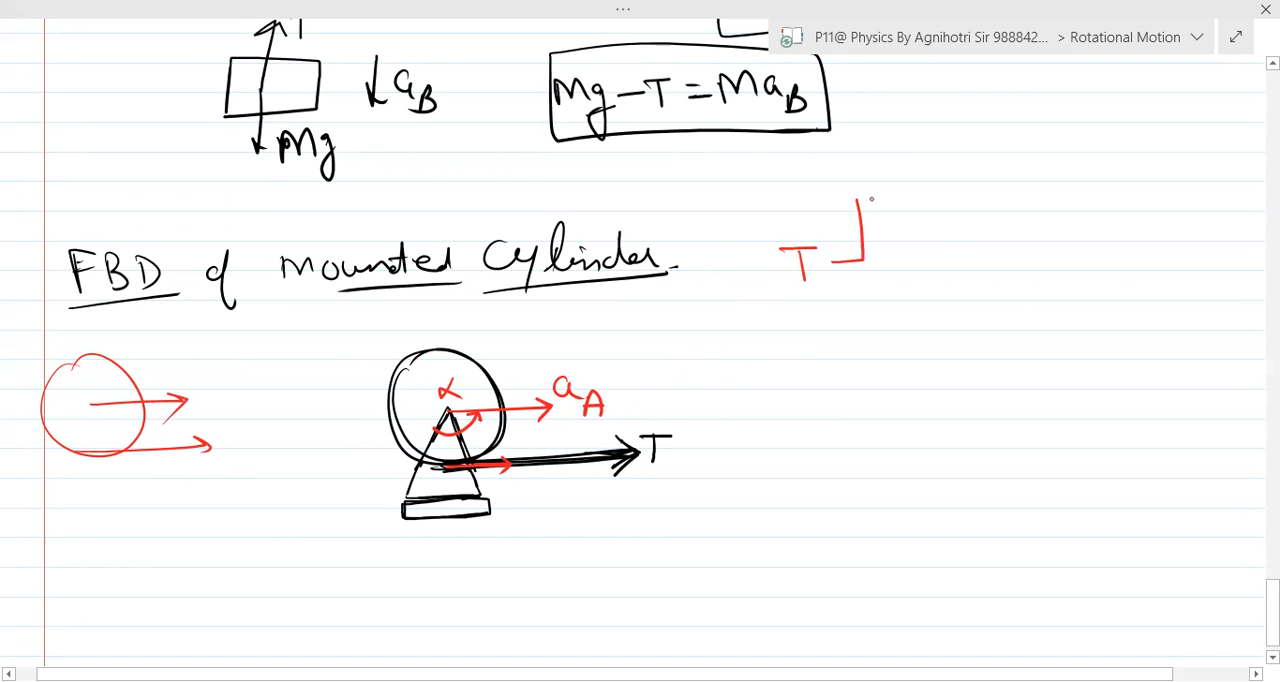 ...
P11@ Physics By Agnihotri Sir 988842... > Rotational Motion
T
a_B
Mg - T = Ma_B
Mg
FBD of mounted Cylinder
T
α
a_A
T